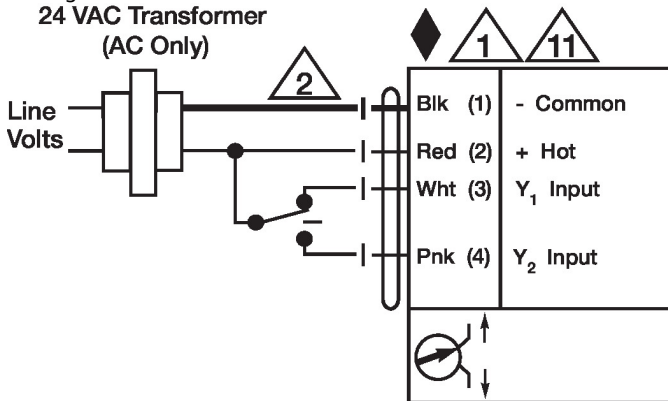 24 VAC Transformer
(AC Only)
1
11
2
Line
Volts
Blk (1) - Common
Red (2) + Hot
Wht (3) Y1 Input
Pnk (4) Y2 Input